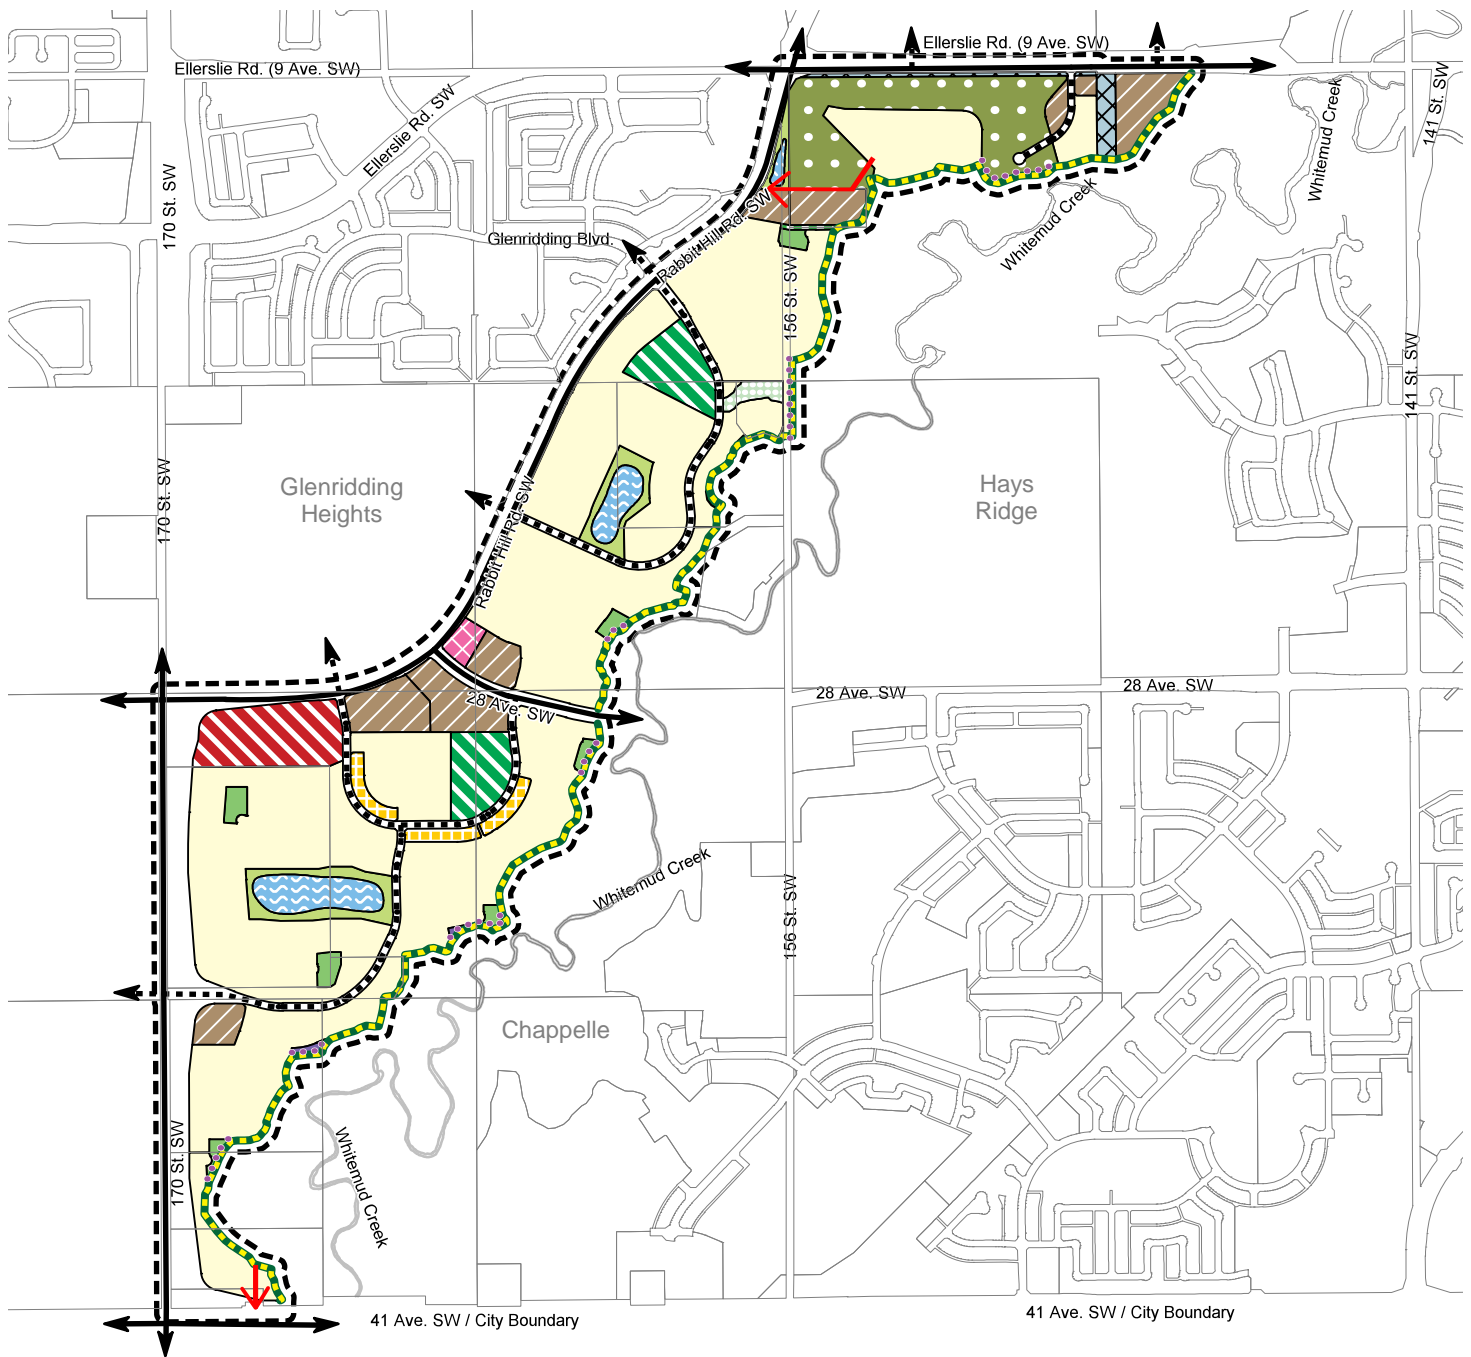 Ellerslie Rd. (9 Ave. SW)
Ellerslie Rd. (9 Ave. SW)
Ellerslie Rd. SW
141 St. SW
Whitemud Creek
170 St. SW
Whitemud Creek
Glenridding Blvd.
Rabbit Hill Rd. SW
156 St. SW
141 St. SW
Glenridding
Heights
Hays
Ridge
170 St. SW
Rabbit Hill Rd. SW
28 Ave. SW
28 Ave. SW
28 Ave. SW
Whitemud Creek
156 St. SW
Chappelle
170 St. SW
Whitemud Creek
41 Ave. SW / City Boundary
41 Ave. SW / City Boundary